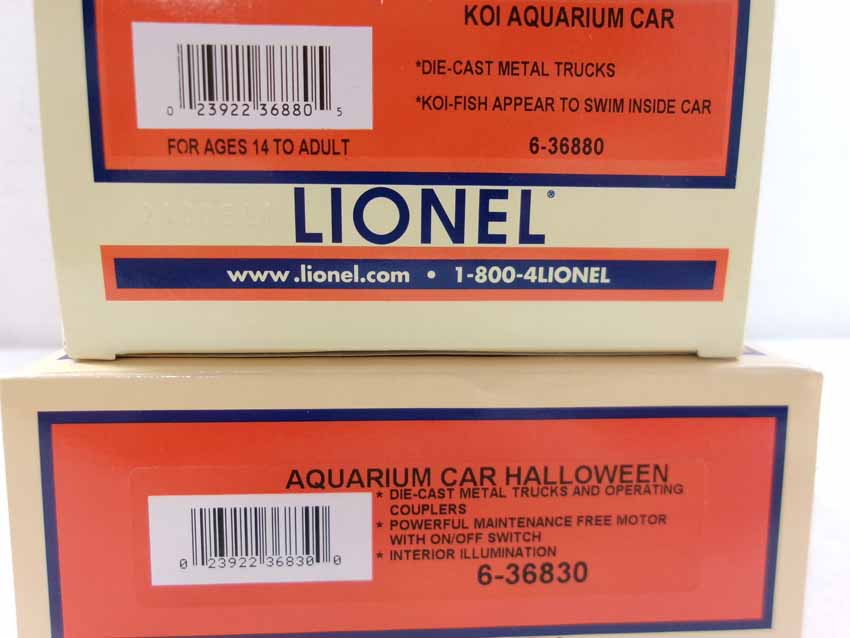 KOI AQUARIUM CAR
*DIE-CAST METAL TRUCKS
*KOI-FISH APPEAR TO SWIM INSIDE CAR
0 23922 36880 5
FOR AGES 14 TO ADULT
6-36880
LIONEL®
www.lionel.com • 1-800-4LIONEL
AQUARIUM CAR HALLOWEEN
* DIE-CAST METAL TRUCKS AND OPERATING
COUPLERS
* POWERFUL MAINTENANCE FREE MOTOR
WITH ON/OFF SWITCH
* INTERIOR ILLUMINATION
0 23922 36830 0
6-36830